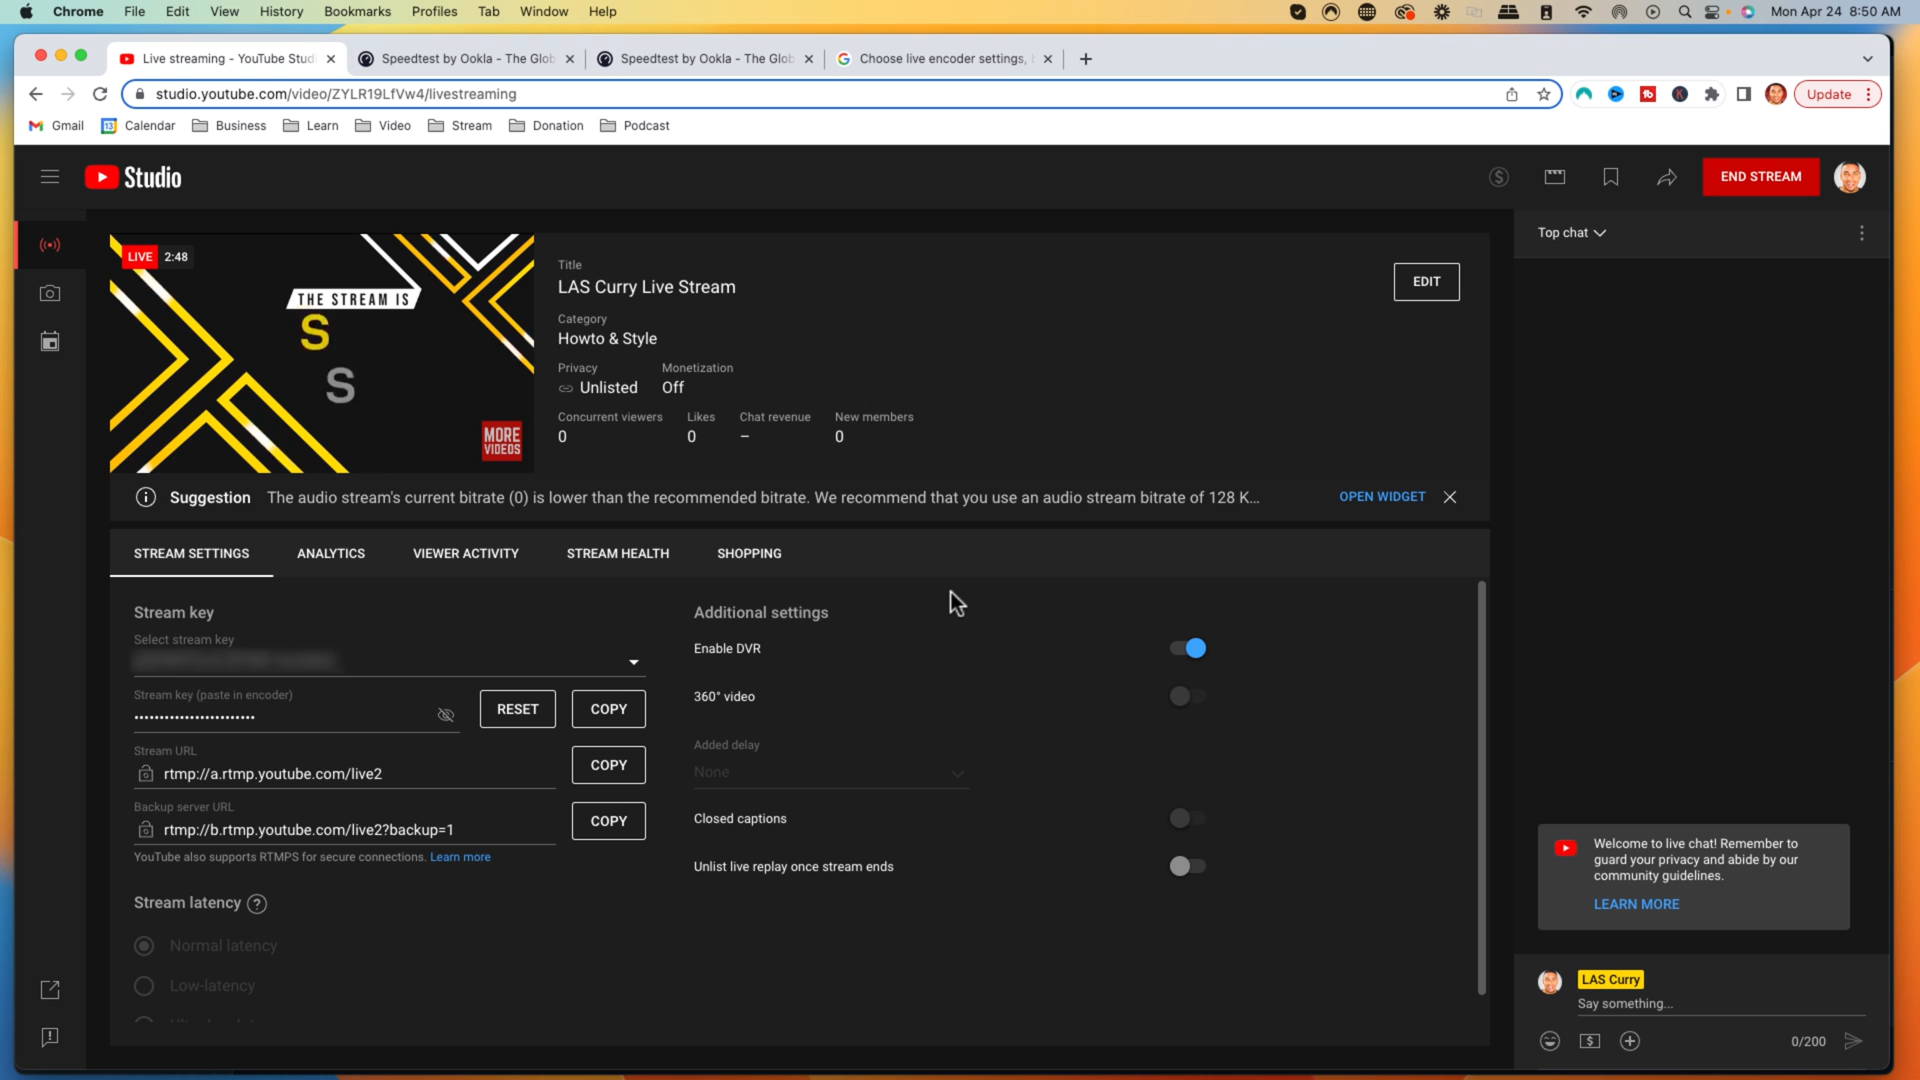 Chrome File Edit View History Bookmarks Profiles Tab Window Help
Mon Apr 24 8:50 AM
Live streaming - YouTube Studi
Speedtest by Ookla - The Glob
Speedtest by Ookla - The Glob
Choose live encoder settings,
studio.youtube.com/video/ZYLR19LfVw4/livestreaming
Update
Gmail Calendar Business Learn Video Stream Donation Podcast
Studio
END STREAM
LIVE 2:48
THE STREAM IS
S
S
MORE
VIDEOS
Title
LAS Curry Live Stream
EDIT
Category
Howto & Style
Privacy Monetization
Unlisted Off
Concurrent viewers Likes Chat revenue New members
0 0 – 0
Suggestion The audio stream's current bitrate (0) is lower than the recommended bitrate. We recommend that you use an audio stream bitrate of 128 K...
OPEN WIDGET
STREAM SETTINGS ANALYTICS VIEWER ACTIVITY STREAM HEALTH SHOPPING
Stream key
Select stream key
Stream key (paste in encoder)
••••••••••••••••••••••••
RESET
COPY
Stream URL
rtmp://a.rtmp.youtube.com/live2
COPY
Backup server URL
rtmp://b.rtmp.youtube.com/live2?backup=1
COPY
YouTube also supports RTMPS for secure connections. Learn more
Stream latency
Normal latency
Low-latency
Additional settings
Enable DVR
360° video
Added delay
None
Closed captions
Unlist live replay once stream ends
Top chat
Welcome to live chat! Remember to
guard your privacy and abide by our
community guidelines.
LEARN MORE
LAS Curry
Say something...
0/200